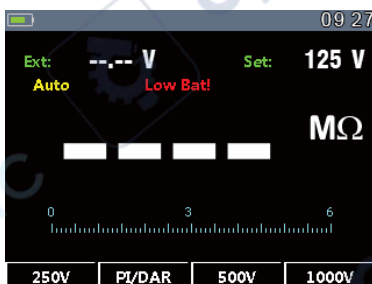 09 27
Ext: --.-- V Set: 125 V
Auto Low Bat!
MΩ
----
0 3 6
250V PI/DAR 500V 1000V